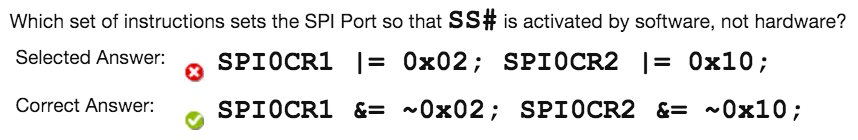 Which set of instructions sets the SPI Port so that SS# is activated by software, not hardware?
Selected Answer: SPI0CR1 |= 0x02; SPI0CR2 |= 0x10;
Correct Answer: SPI0CR1 &= ~0x02; SPI0CR2 &= ~0x10;